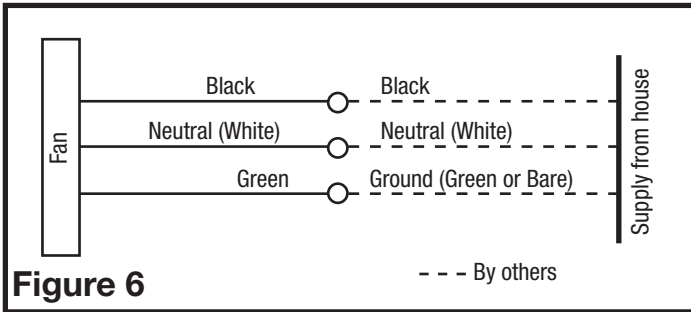 Black Black
Neutral (White) Neutral (White)
Green Ground (Green or Bare)
Fan
Supply from house
- - - By others
Figure 6